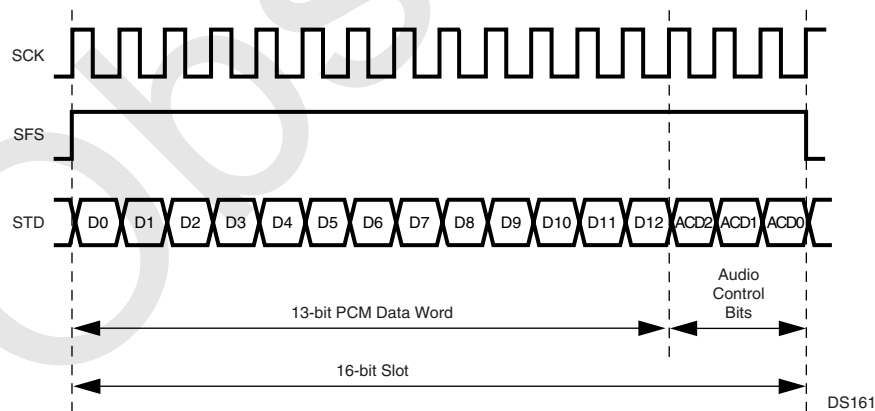 SCK
SFS
STD D0 D1 D2 D3 D4 D5 D6 D7 D8 D9 D10 D11 D12 ACD2 ACD1 ACD0
Audio
Control
Bits
13-bit PCM Data Word
16-bit Slot
DS161